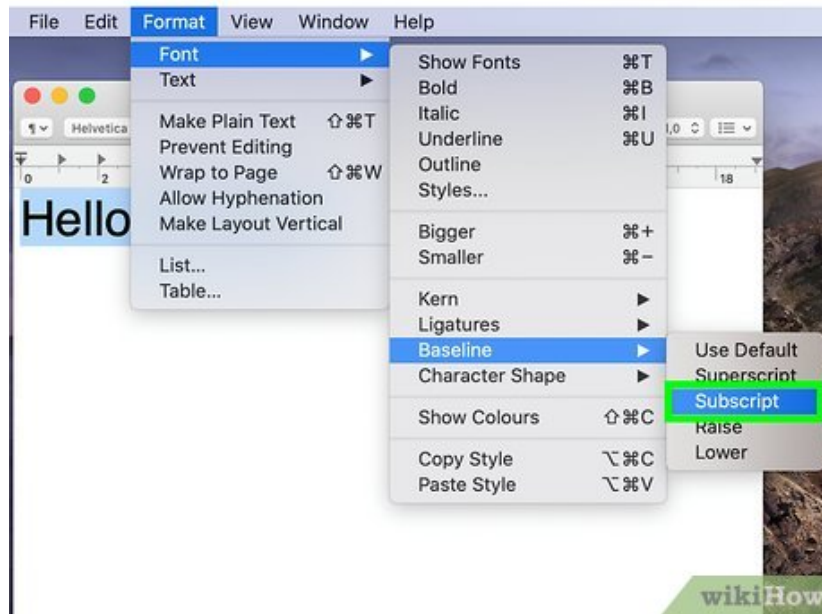 File Edit Format View Window Help
Font ▶
Text ▶
Make Plain Text ⇧⌘T
Prevent Editing
Wrap to Page ⇧⌘W
Allow Hyphenation
Make Layout Vertical
List...
Table...
Show Fonts ⌘T
Bold ⌘B
Italic ⌘I
Underline ⌘U
Outline
Styles...
Bigger ⌘+
Smaller ⌘−
Kern ▶
Ligatures ▶
Baseline ▶
Character Shape ▶
Show Colours ⇧⌘C
Copy Style ⌥⌘C
Paste Style ⌥⌘V
Use Default
Superscript
Subscript
Raise
Lower
¶ Helvetica
1,0
0 2 18
Hello
wikiHow